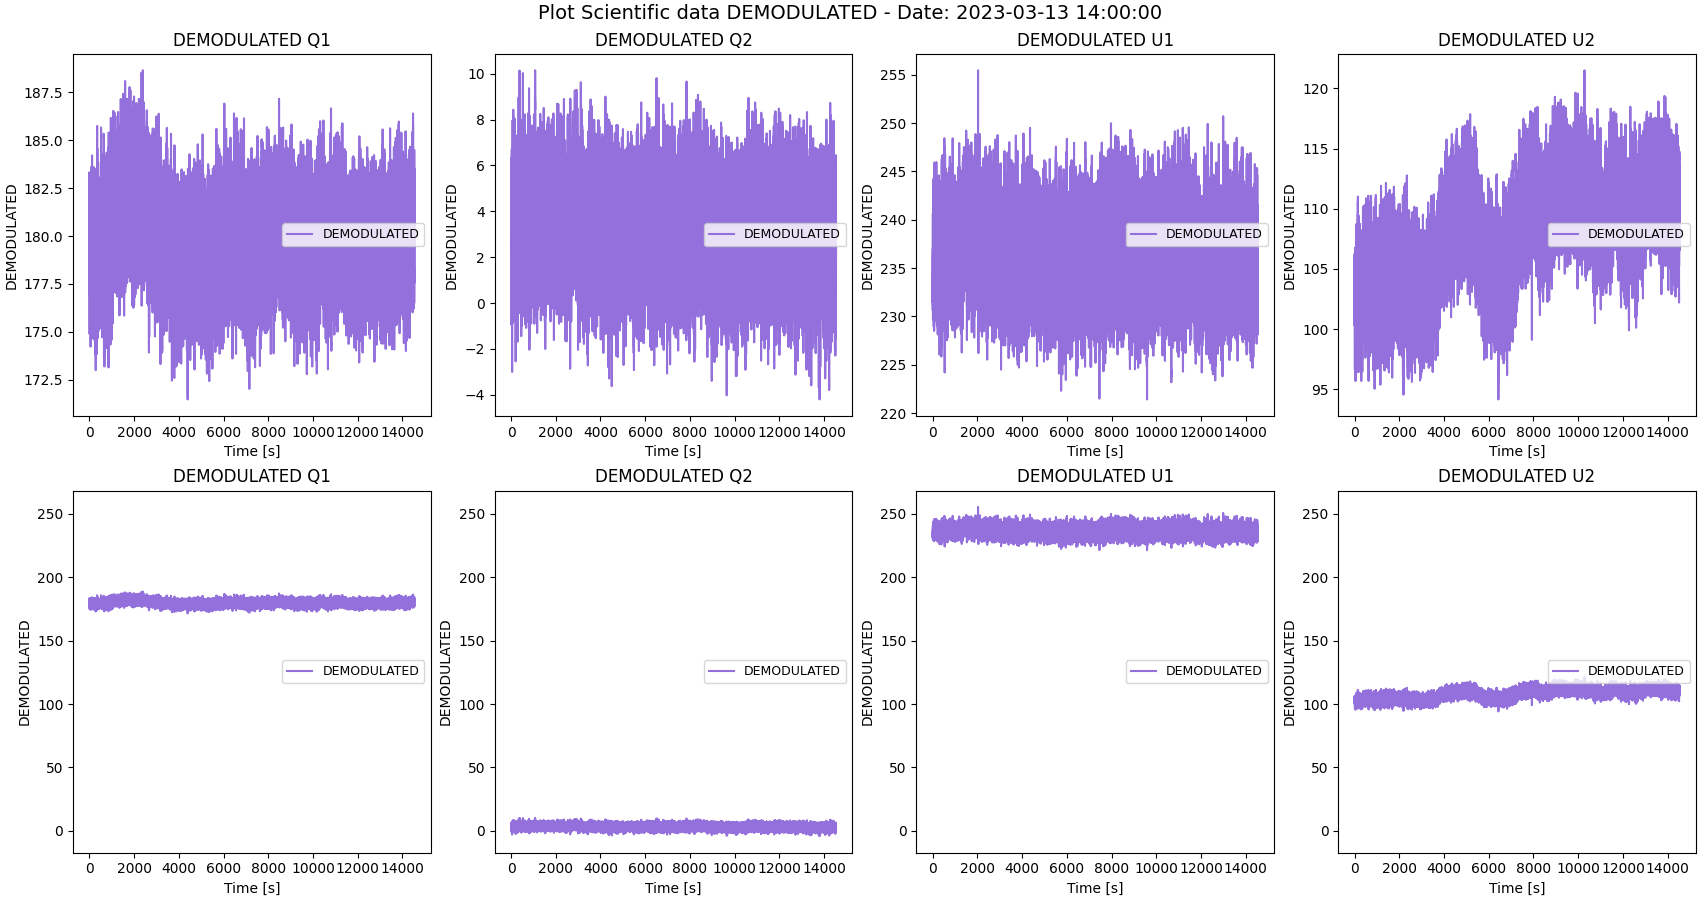 Plot Scientific data DEMODULATED - Date: 2023-03-13 14:00:00
DEMODULATED Q1
DEMODULATED Q2
DEMODULATED U1
DEMODULATED U2
DEMODULATED
187.5
185.0
182.5
180.0
177.5
175.0
172.5
DEMODULATED
0 2000 4000 6000 8000 10000 12000 14000
Time [s]
DEMODULATED
10
8
6
4
2
0
−2
−4
DEMODULATED
0 2000 4000 6000 8000 10000 12000 14000
Time [s]
DEMODULATED
255
250
245
240
235
230
225
220
DEMODULATED
0 2000 4000 6000 8000 10000 12000 14000
Time [s]
DEMODULATED
120
115
110
105
100
95
DEMODULATED
0 2000 4000 6000 8000 10000 12000 14000
Time [s]
DEMODULATED Q1
DEMODULATED Q2
DEMODULATED U1
DEMODULATED U2
DEMODULATED
250
200
150
100
50
0
DEMODULATED
0 2000 4000 6000 8000 10000 12000 14000
Time [s]
DEMODULATED
250
200
150
100
50
0
DEMODULATED
0 2000 4000 6000 8000 10000 12000 14000
Time [s]
DEMODULATED
250
200
150
100
50
0
DEMODULATED
0 2000 4000 6000 8000 10000 12000 14000
Time [s]
DEMODULATED
250
200
150
100
50
0
DEMODULATED
0 2000 4000 6000 8000 10000 12000 14000
Time [s]